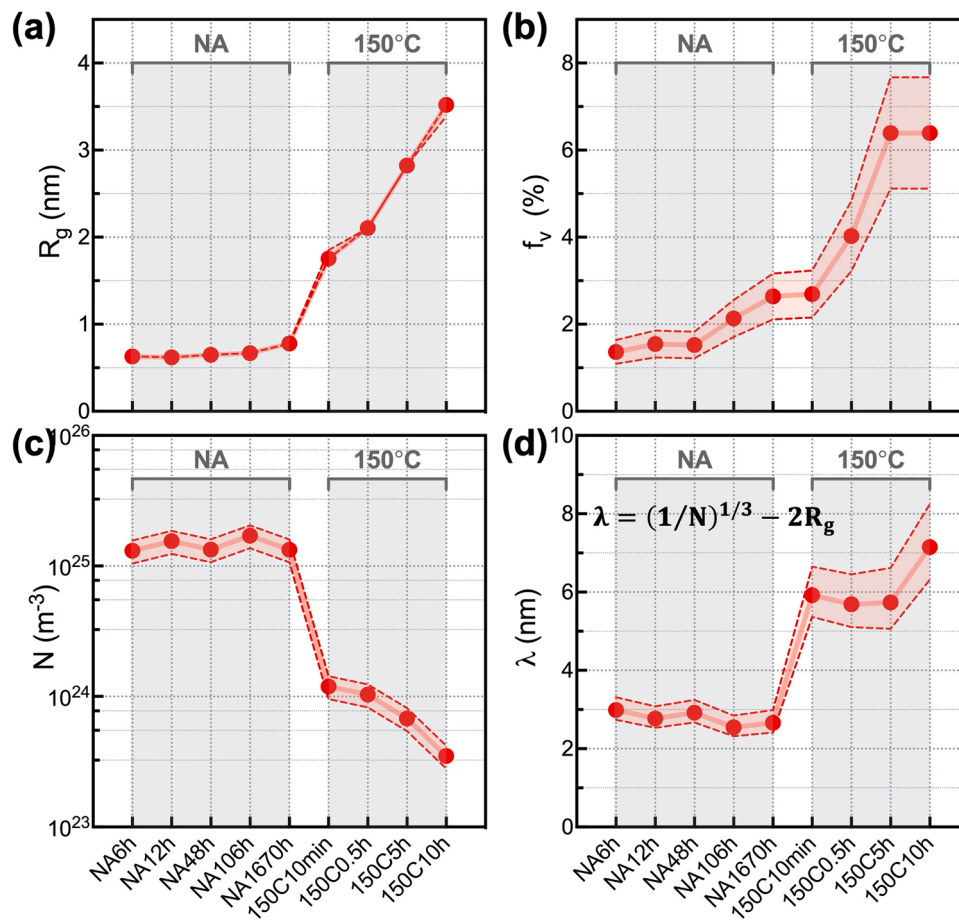 (a)
NA
150°C
4
3
2
1
0
R_g (nm)
(b)
NA
150°C
8
6
4
2
0
f_v (%)
(c)
NA
150°C
10^26
10^25
10^24
10^23
N (m^-3)
NA6h
NA12h
NA48h
NA106h
NA1670h
150C10min
150C0.5h
150C5h
150C10h
(d)
NA
150°C
λ = (1/N)^{1/3} − 2R_g
10
8
6
4
2
0
λ (nm)
NA6h
NA12h
NA48h
NA106h
NA1670h
150C10min
150C0.5h
150C5h
150C10h